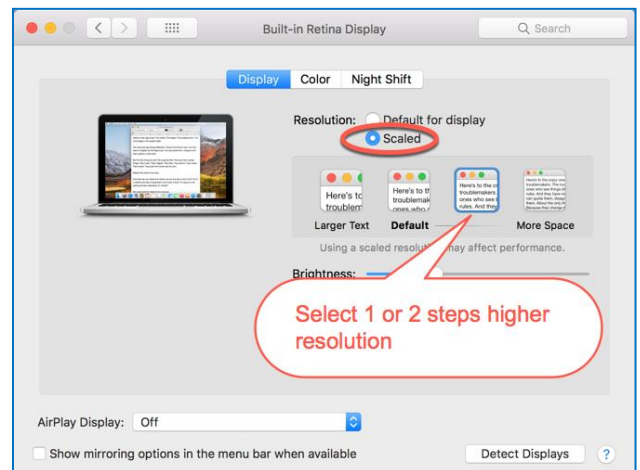 Built-in Retina Display
Search
Display Color Night Shift
Resolution: Default for display
Scaled
Here's to
troublem
Here's to th
troublemak
ones who
Here's to the cr
troublemakers.
ones who see t
rules. And they
Larger Text Default More Space
Using a scaled resolution may affect performance.
Brightness:
Select 1 or 2 steps higher
resolution
AirPlay Display: Off
Show mirroring options in the menu bar when available
Detect Displays ?